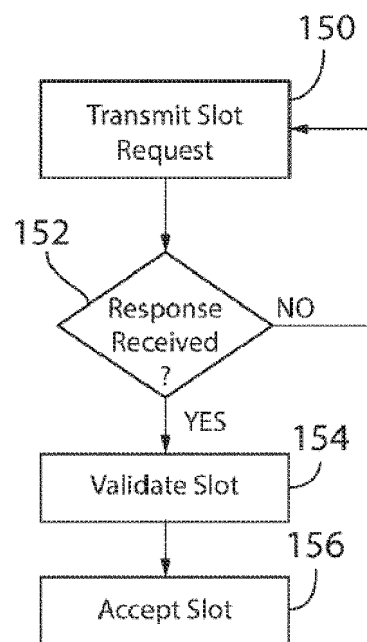 150
Transmit Slot
Request
152
Response
Received
?
NO
YES
154
Validate Slot
156
Accept Slot